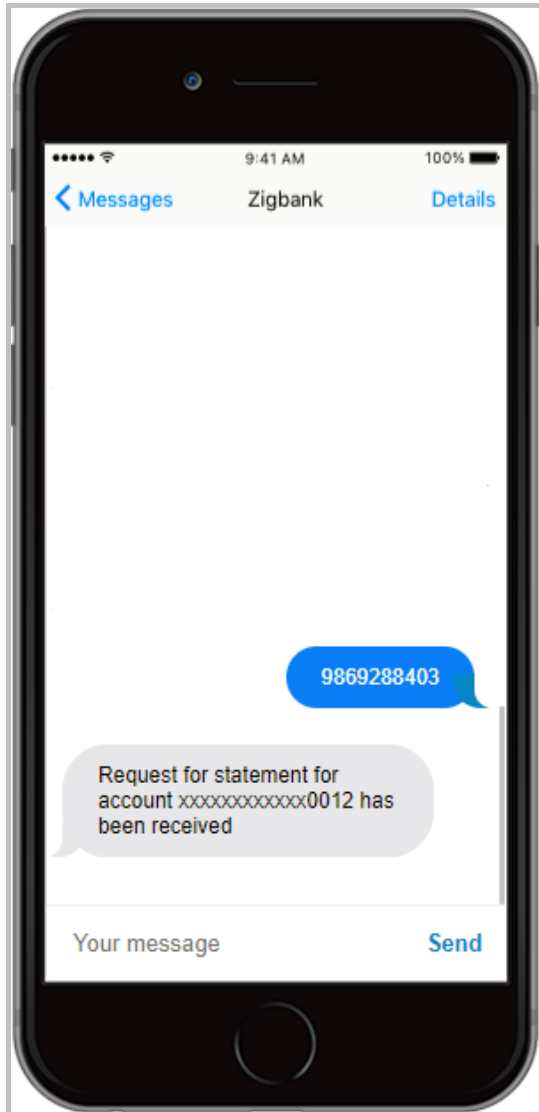 9:41 AM 100%
Messages Zigbank Details
9869288403
Request for statement for
account xxxxxxxxxxxx0012 has
been received
Your message Send